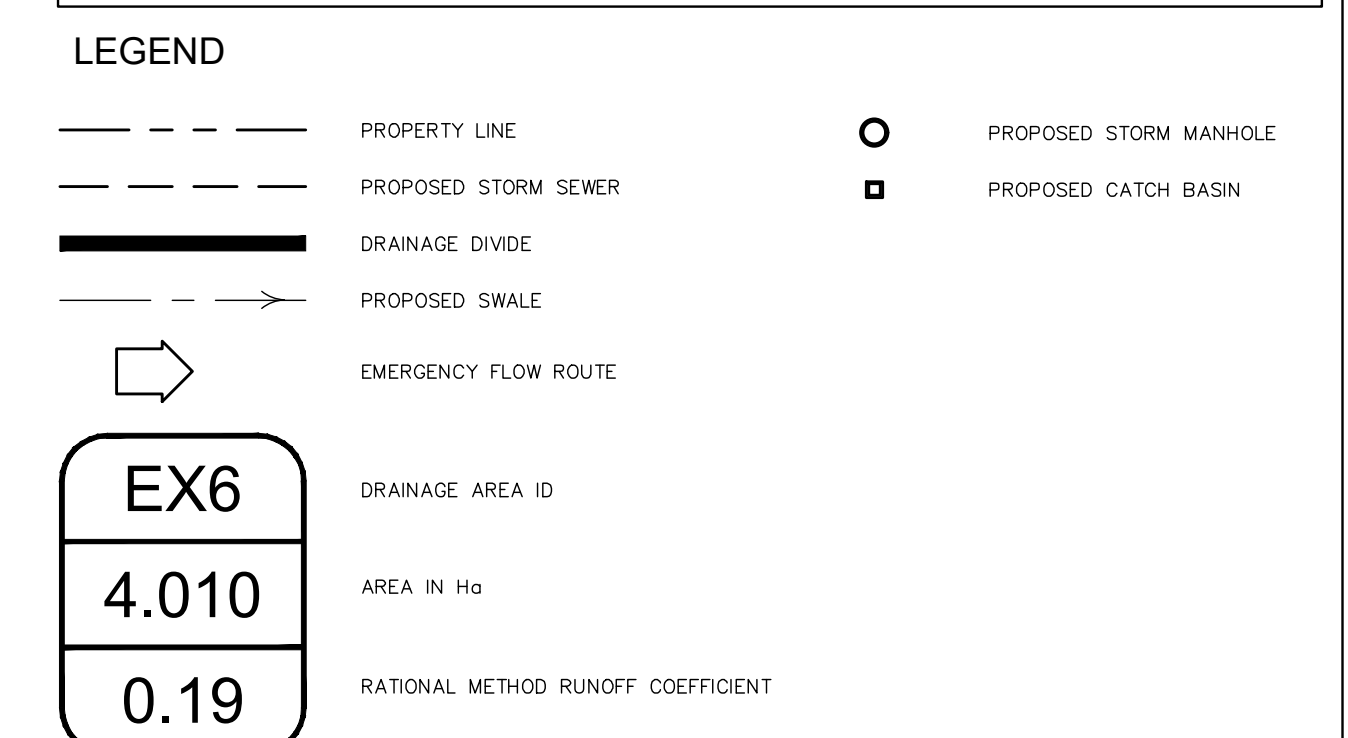 LEGEND
PROPERTY LINE
PROPOSED STORM SEWER
DRAINAGE DIVIDE
PROPOSED SWALE
EMERGENCY FLOW ROUTE
EX6
DRAINAGE AREA ID
4.010
AREA IN Ha
0.19
RATIONAL METHOD RUNOFF COEFFICIENT
PROPOSED STORM MANHOLE
PROPOSED CATCH BASIN